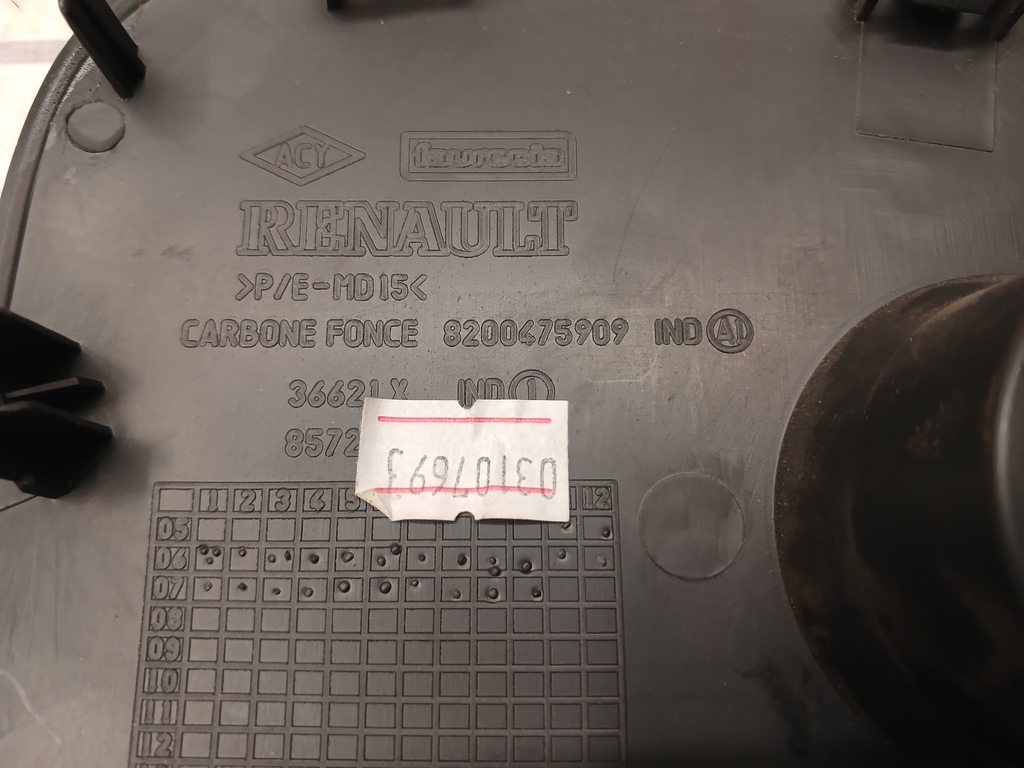 ACY faurecia
RENAULT
>P/E-MD15<
CARBONE FONCE 8200475909 IND A1
36621X IND 1
8572
03107693
1 2 3 4 5 12
05
06
07
08
09
10
11
12